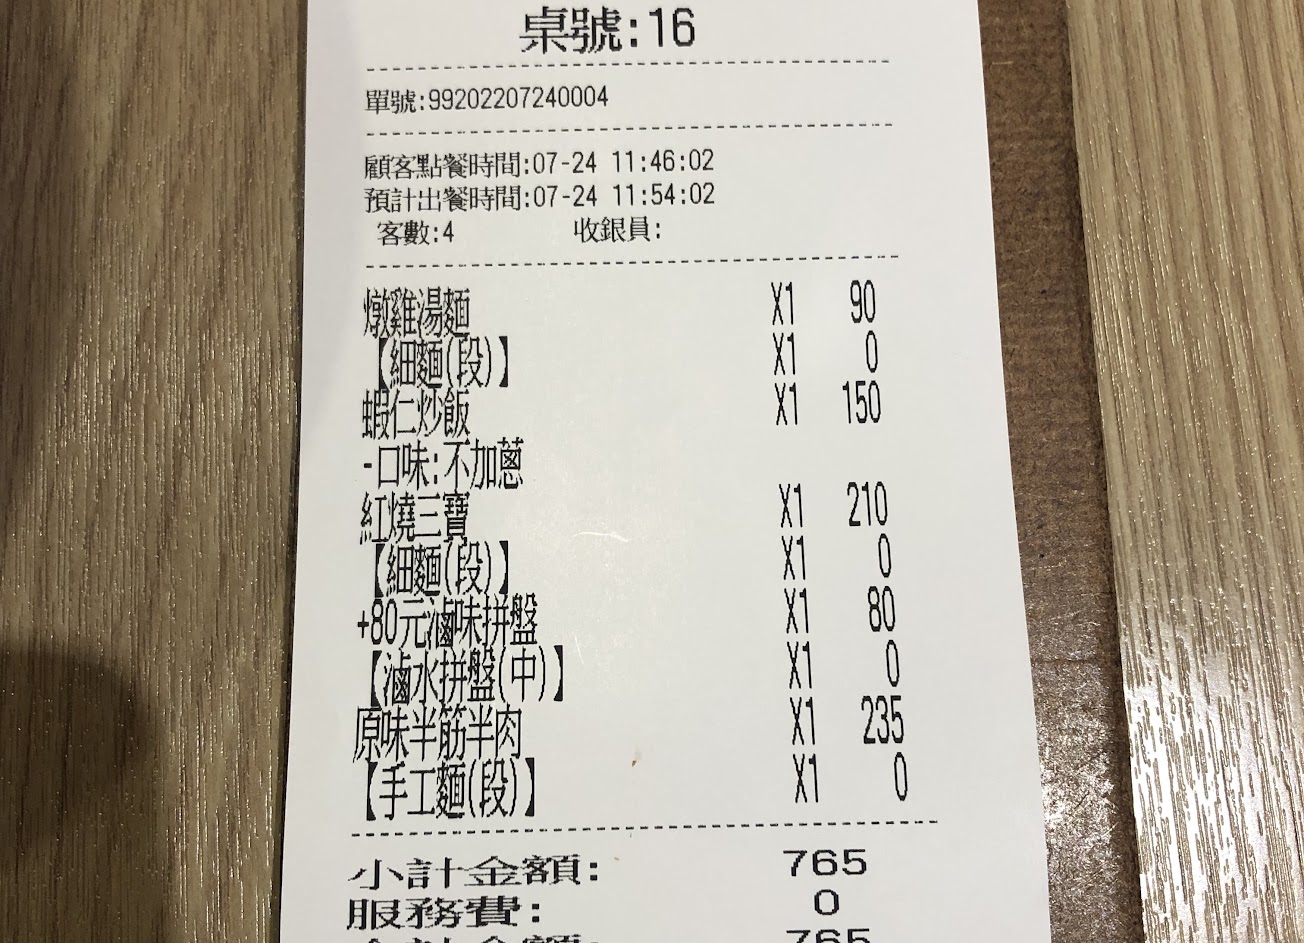 桌號:16
單號:99202207240004
顧客點餐時間:07-24 11:46:02
預計出餐時間:07-24 11:54:02
客數:4 收銀員:
燉雞湯麵 X1 90
【細麵(段)】 X1 0
蝦仁炒飯 X1 150
-口味:不加蔥
紅燒三寶 X1 210
【細麵(段)】 X1 0
+80元滷味拼盤 X1 80
【滷水拼盤(中)】 X1 0
原味半筋半肉 X1 235
【手工麵(段)】 X1 0
小計金額: 765
服務費: 0
合計金額: 765